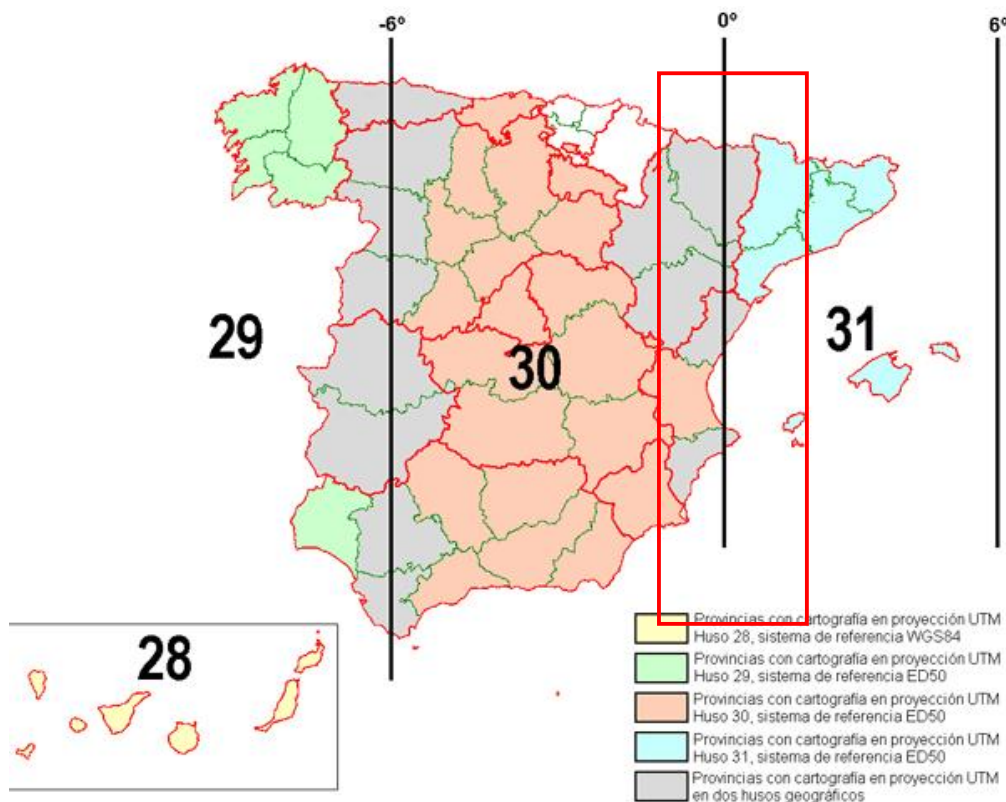 -6º
0º
6º
29
30
31
28
Provincias con cartografía en proyección UTM
Huso 28, sistema de referencia WGS84
Provincias con cartografía en proyección UTM
Huso 29, sistema de referencia ED50
Provincias con cartografía en proyección UTM
Huso 30, sistema de referencia ED50
Provincias con cartografía en proyección UTM
Huso 31, sistema de referencia ED50
Provincias con cartografía en proyección UTM
en dos husos geográficos